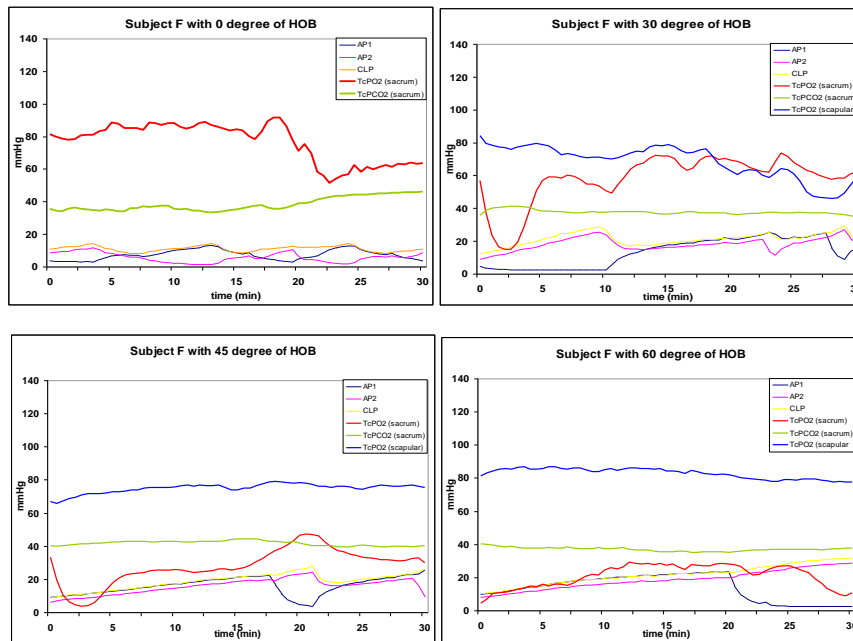 Subject F with 0 degree of HOB
AP1
AP2
CLP
TcPO2 (sacrum)
TcPCO2 (sacrum)
mmHg
140
120
100
80
60
40
20
0
0 5 10 15 20 25 30
time (min)
Subject F with 30 degree of HOB
AP1
AP2
CLP
TcPO2 (sacrum)
TcPCO2 (sacrum)
TcPO2 (scapular)
mmHg
140
120
100
80
60
40
20
0
0 5 10 15 20 25 30
time (min)
Subject F with 45 degree of HOB
AP1
AP2
CLP
TcPO2 (sacrum)
TcPCO2 (sacrum)
TcPO2 (scapular)
mmHg
140
120
100
80
60
40
20
0
0 5 10 15 20 25 30
time (min)
Subject F with 60 degree of HOB
AP1
AP2
CLP
TcPO2 (sacrum)
TcPCO2 (sacrum)
TcPO2 (scapular
mmHg
140
120
100
80
60
40
20
0
0 5 10 15 20 25 30
time (min)